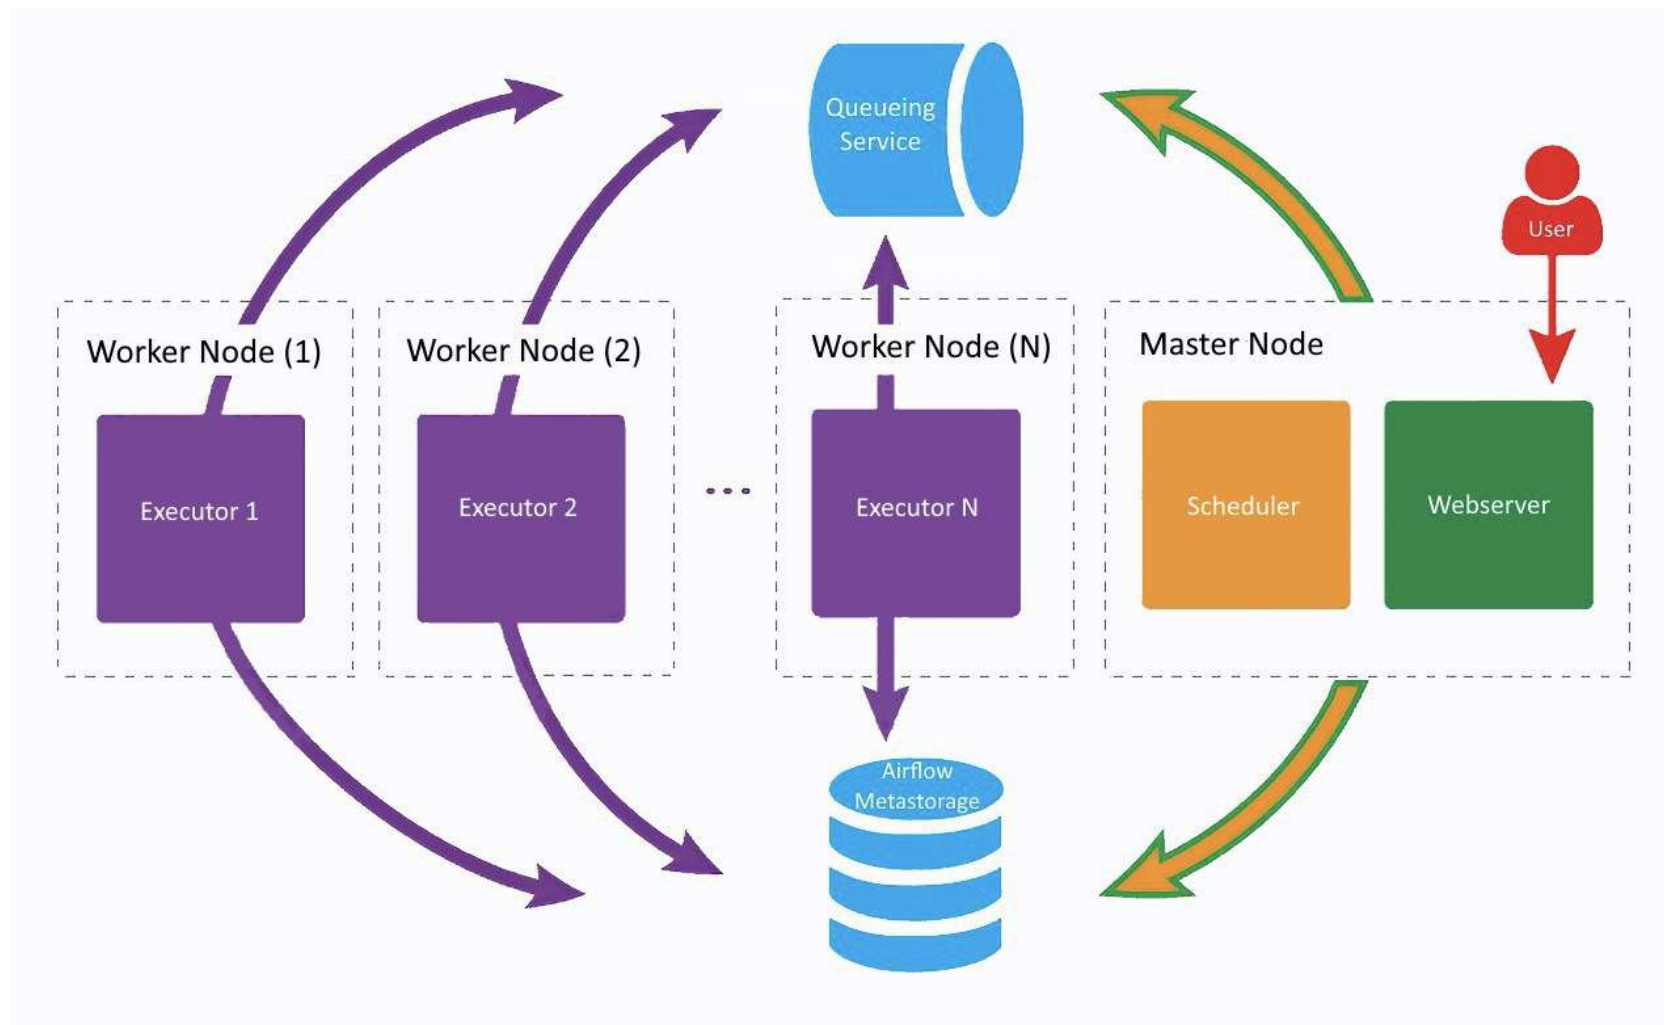 Queueing
Service
User
Worker Node (1)
Worker Node (2)
Worker Node (N)
Master Node
Executor 1
Executor 2
...
Executor N
Scheduler
Webserver
Airflow
Metastorage